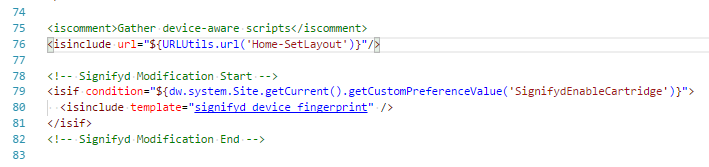 74
75 <iscomment>Gather device-aware scripts</iscomment>
76 <isinclude url="${URLUtils.url('Home-SetLayout')}"/>
77
78 <!-- Signifyd Modification Start -->
79 <isif condition="${dw.system.Site.getCurrent().getCustomPreferenceValue('SignifydEnableCartridge')}">
80   <isinclude template="signifyd_device_fingerprint" />
81 </isif>
82 <!-- Signifyd Modification End -->
83